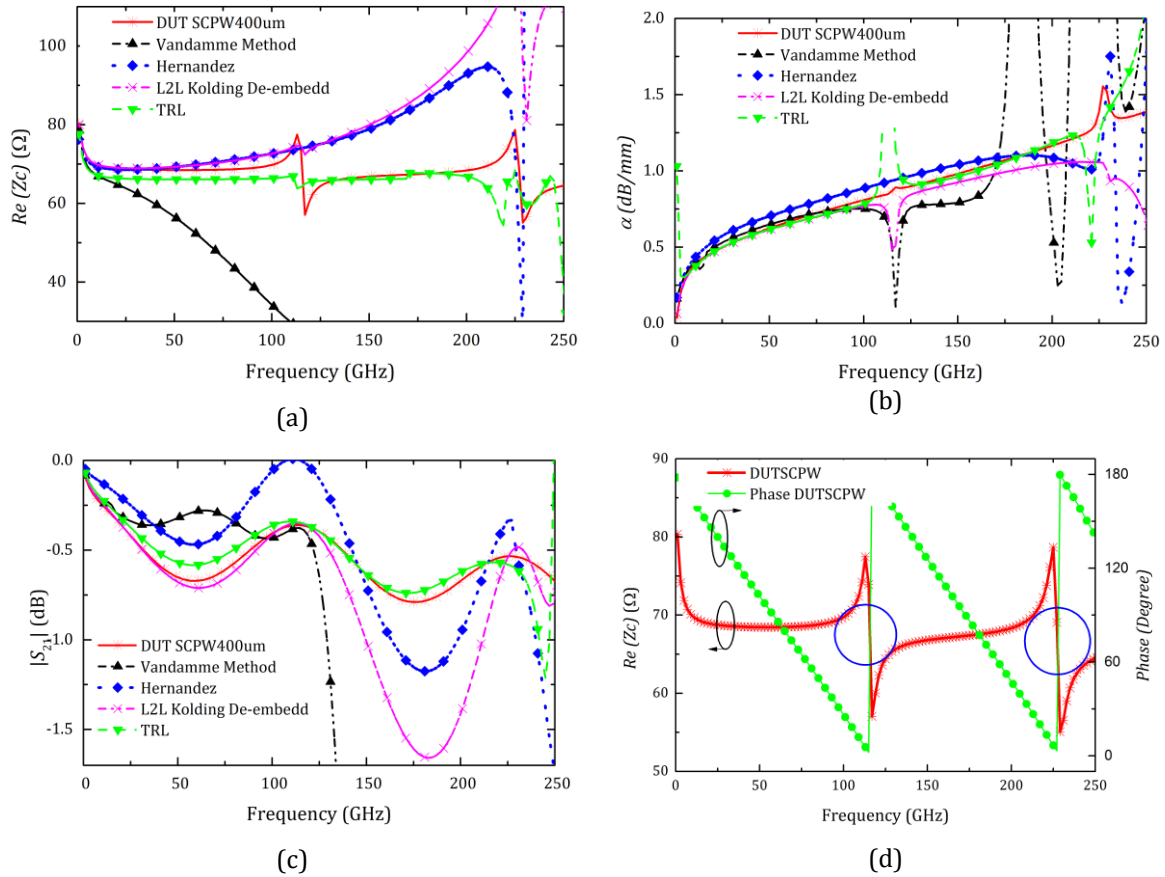 DUT SCPW400um
Vandamme Method
Hernandez
L2L Kolding De-embedd
TRL
100
80
60
40
Re (Zc) (Ω)
0 50 100 150 200 250
Frequency (GHz)
(a)
DUT SCPW400um
Vandamme Method
Hernandez
L2L Kolding De-embedd
TRL
2.0
1.5
1.0
0.5
0.0
α (dB/mm)
0 50 100 150 200 250
Frequency (GHz)
(b)
0.0
-0.5
-1.0
-1.5
|S21| (dB)
DUT SCPW400um
Vandamme Method
Hernandez
L2L Kolding De-embedd
TRL
0 50 100 150 200 250
Frequency (GHz)
(c)
DUTSCPW
Phase DUTSCPW
90
80
70
60
50
Re (Zc) (Ω)
180
120
60
0
Phase (Degree)
0 50 100 150 200 250
Frequency (GHz)
(d)